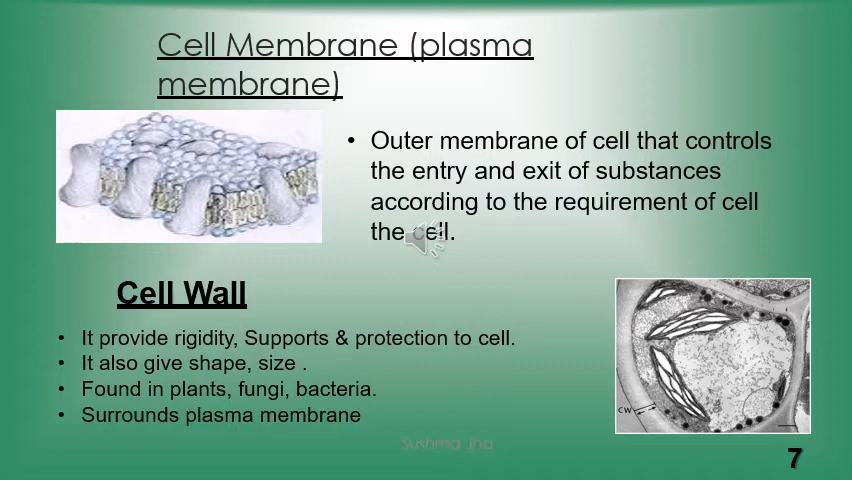 Cell Membrane (plasma
membrane)
• Outer membrane of cell that controls
the entry and exit of substances
according to the requirement of cell
the cell.
Cell Wall
• It provide rigidity, Supports & protection to cell.
• It also give shape, size .
• Found in plants, fungi, bacteria.
• Surrounds plasma membrane
CW
Sushma Jha
7